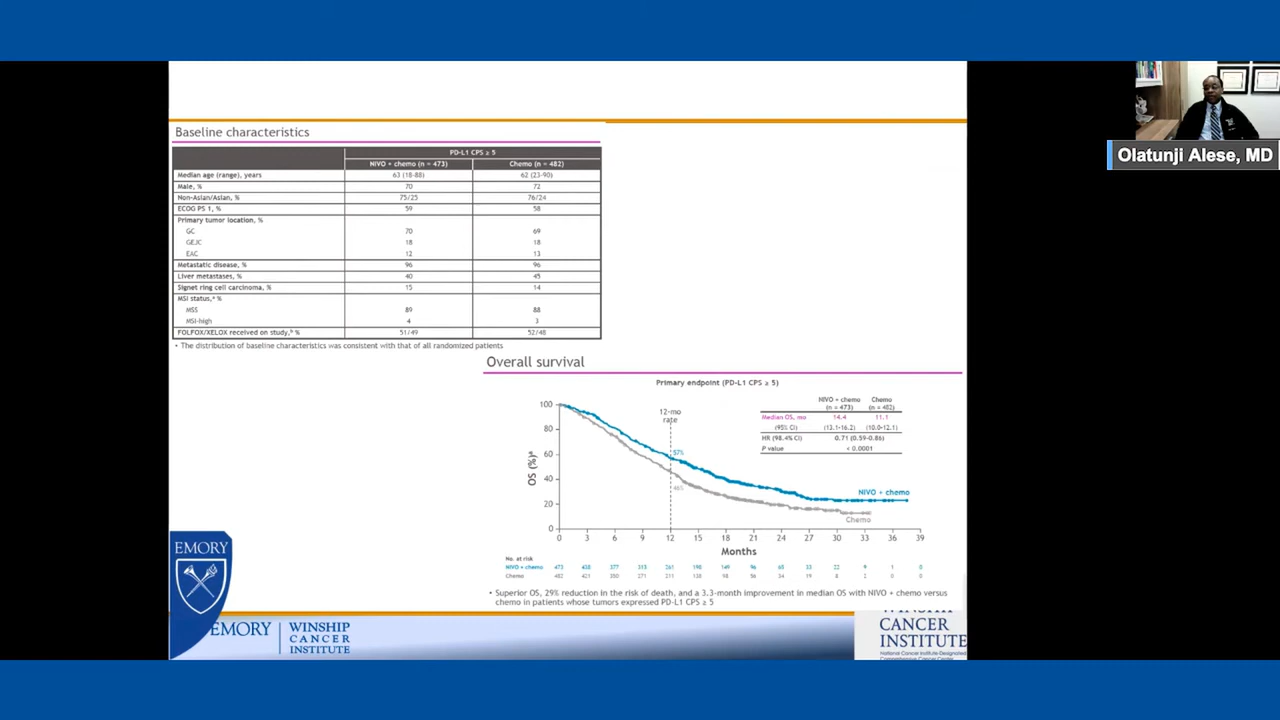 Olatunji Alese, MD
Baseline characteristics
PD-L1 CPS ≥ 5
NIVO + chemo (n = 473) Chemo (n = 482)
Median age (range), years 63 (18-88) 62 (23-90)
Male, % 70 72
Non-Asian/Asian, % 75/25 76/24
ECOG PS 1, % 59 58
Primary tumor location, %
GC 70 69
GEJC 18 18
EAC 12 13
Metastatic disease, % 96 96
Liver metastases, % 40 45
Signet ring cell carcinoma, % 15 14
MSI status,ᵃ %
MSS 89 88
MSI-high 4 3
FOLFOX/XELOX received on study,ᵇ % 51/49 52/48
• The distribution of baseline characteristics was consistent with that of all randomized patients
Overall survival
Primary endpoint (PD-L1 CPS ≥ 5)
NIVO + chemo (n = 473) Chemo (n = 482)
Median OS, mo 14.4 11.1
(95% CI) (13.1-16.2) (10.0-12.1)
HR (98.4% CI) 0.71 (0.59-0.86)
P value < 0.0001
12-mo
rate
57%
46%
OS (%)ᵃ
100
80
60
40
20
0
NIVO + chemo
Chemo
0 3 6 9 12 15 18 21 24 27 30 33 36 39
Months
No. at risk
NIVO + chemo 473 438 377 313 261 198 149 96 65 33 22 9 1 0
Chemo 482 421 350 271 211 138 98 56 34 19 8 2 0 0
• Superior OS, 29% reduction in the risk of death, and a 3.3-month improvement in median OS with NIVO + chemo versus
chemo in patients whose tumors expressed PD-L1 CPS ≥ 5
EMORY
EMORY WINSHIP
CANCER
INSTITUTE
WINSHIP
CANCER
INSTITUTE
National Cancer Institute-Designated
Comprehensive Cancer Center